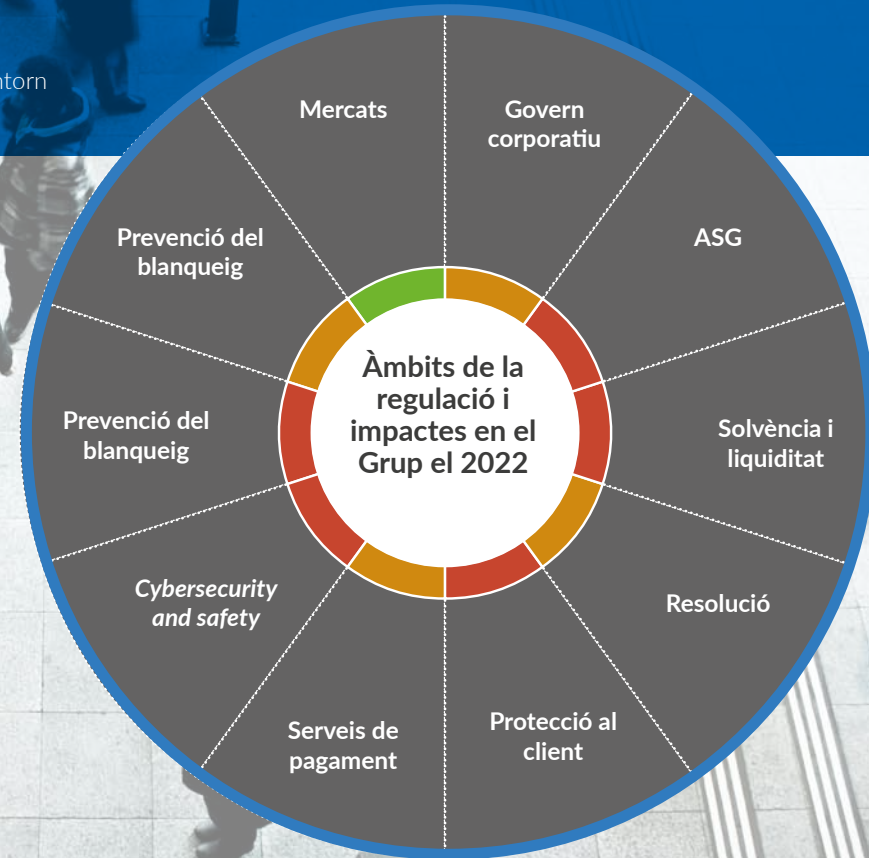 Mercats
Govern
corporatiu
ASG
Prevenció del
blanqueig
Solvència i
liquiditat
Prevenció del
blanqueig
Àmbits de la
regulació i
impactes en el
Grup el 2022
Resolució
Cybersecurity
and safety
Protecció al
client
Serveis de
pagament